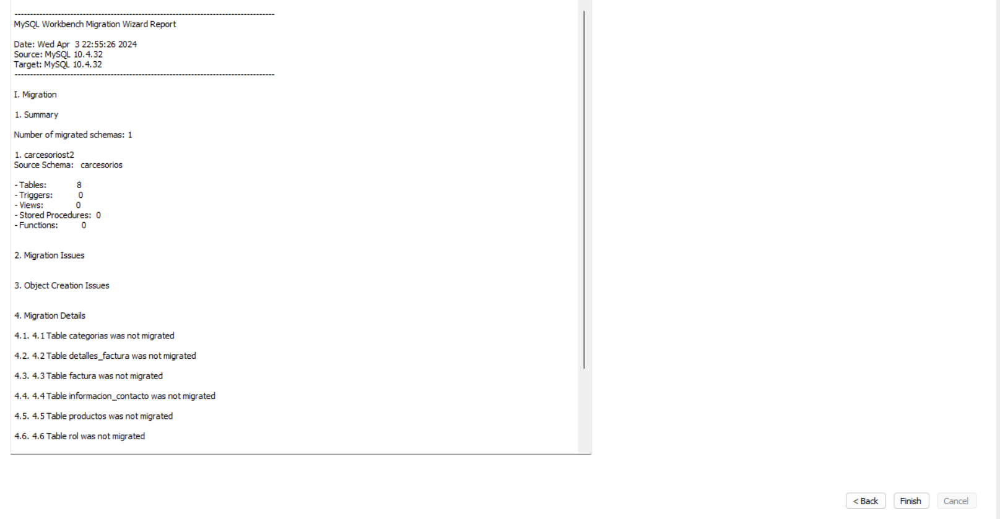 ------------------------------------------------------------------------------------
MySQL Workbench Migration Wizard Report
Date: Wed Apr  3 22:55:26 2024
Source: MySQL 10.4.32
Target: MySQL 10.4.32
------------------------------------------------------------------------------------
I. Migration
1. Summary
Number of migrated schemas: 1
1. carcesoriost2
Source Schema:   carcesorios
- Tables:             8
- Triggers:           0
- Views:              0
- Stored Procedures:  0
- Functions:          0
2. Migration Issues
3. Object Creation Issues
4. Migration Details
4.1. 4.1 Table categorias was not migrated
4.2. 4.2 Table detalles_factura was not migrated
4.3. 4.3 Table factura was not migrated
4.4. 4.4 Table informacion_contacto was not migrated
4.5. 4.5 Table productos was not migrated
4.6. 4.6 Table rol was not migrated
< Back
Finish
Cancel